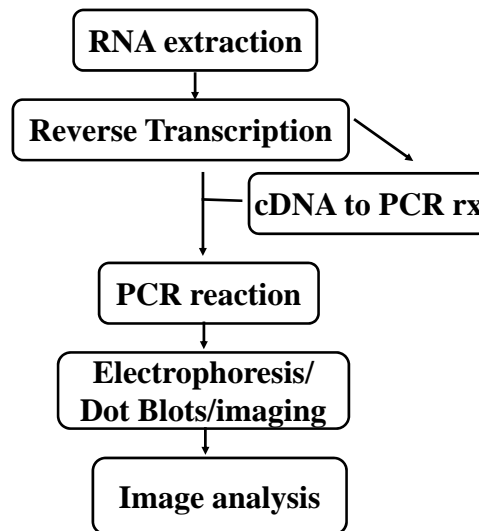 RNA extraction
Reverse Transcription
cDNA to PCR rx
PCR reaction
Electrophoresis/
Dot Blots/imaging
Image analysis